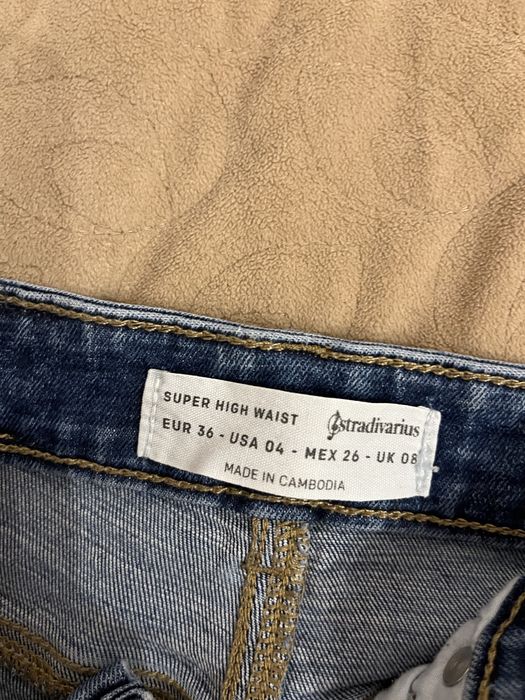 SUPER HIGH WAIST
stradivarius
EUR 36 - USA 04 - MEX 26 - UK 08
MADE IN CAMBODIA